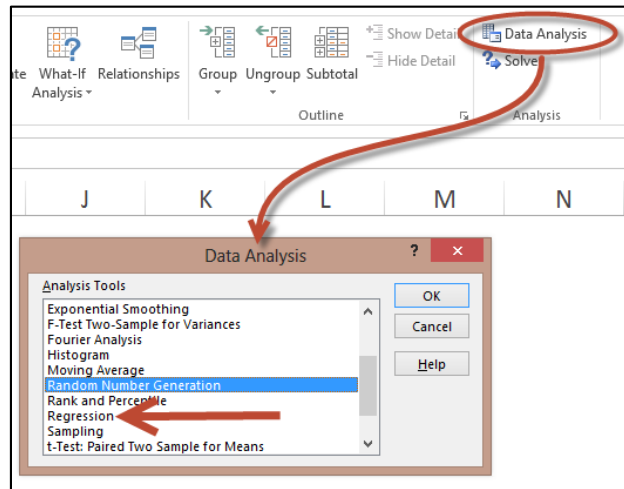 Show Detail
Data Analysis
What-If
Analysis
Relationships
Group
Ungroup
Subtotal
Hide Detail
Outline
Analysis
J K L M N
Data Analysis ?
Analysis Tools
OK
Exponential Smoothing
F-Test Two-Sample for Variances
Cancel
Fourier Analysis
Histogram
Moving Average
Help
Random Number Generation
Rank and Percentile
Regression
Sampling
t-Test: Paired Two Sample for Means